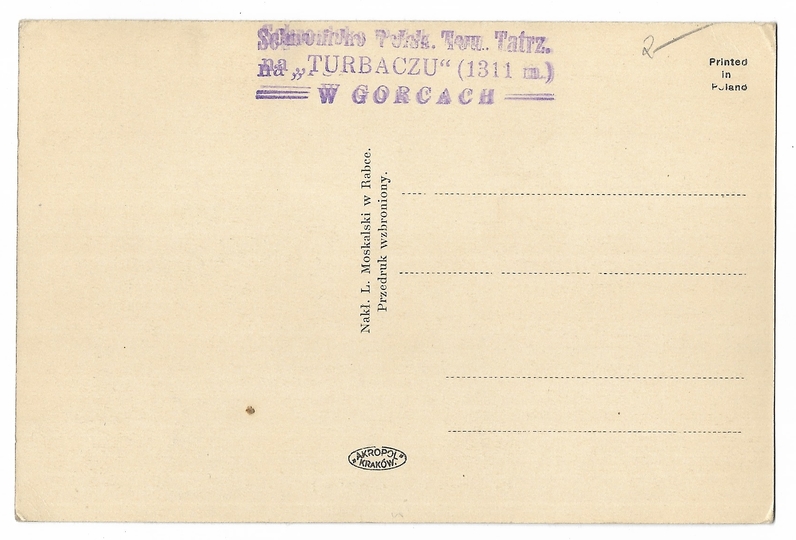 Schronisko Polsk. Tow. Tatrz.
na „TURBACZU“ (1311 m.)
W GORCACH
2
Printed
in
Poland
Nakł. L. Moskalski w Rabce.
Przedruk wzbroniony.
„AKROPOL“
KRAKÓW.